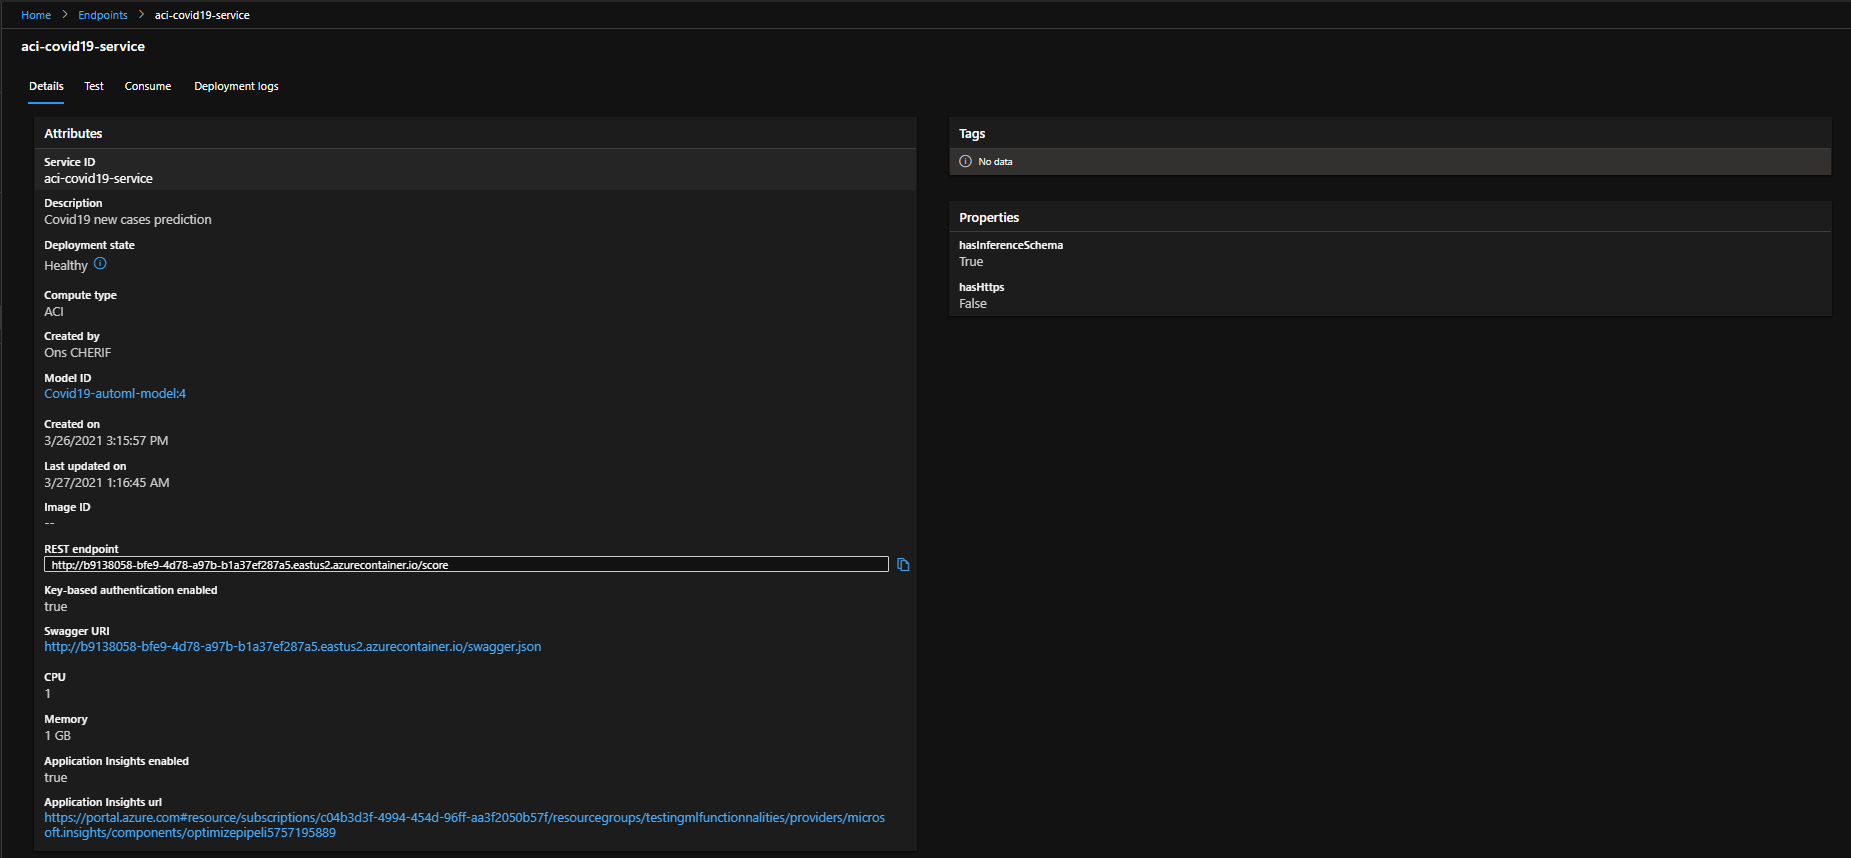 Home > Endpoints > aci-covid19-service
aci-covid19-service
Details Test Consume Deployment logs
Attributes
Service ID
aci-covid19-service
Description
Covid19 new cases prediction
Deployment state
Healthy
Compute type
ACI
Created by
Ons CHERIF
Model ID
Covid19-automl-model:4
Created on
3/26/2021 3:15:57 PM
Last updated on
3/27/2021 1:16:45 AM
Image ID
--
REST endpoint
http://b9138058-bfe9-4d78-a97b-b1a37ef287a5.eastus2.azurecontainer.io/score
Key-based authentication enabled
true
Swagger URI
http://b9138058-bfe9-4d78-a97b-b1a37ef287a5.eastus2.azurecontainer.io/swagger.json
CPU
1
Memory
1 GB
Application Insights enabled
true
Application Insights url
https://portal.azure.com#resource/subscriptions/c04b3d3f-4994-454d-96ff-aa3f2050b57f/resourcegroups/testingmlfunctionnalities/providers/micros
oft.insights/components/optimizepipeli5757195889
Tags
No data
Properties
hasInferenceSchema
True
hasHttps
False